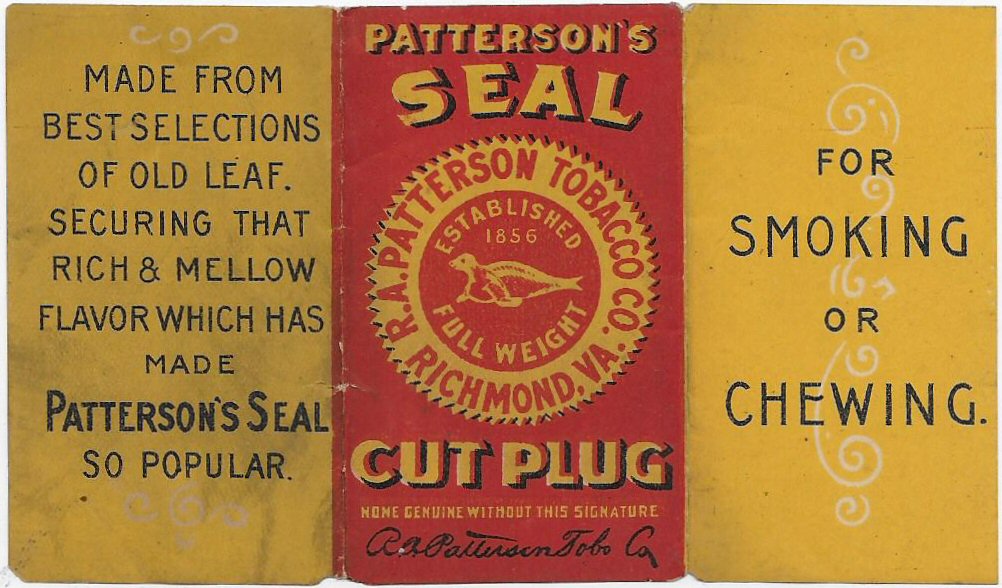 MADE FROM
BEST SELECTIONS
OF OLD LEAF.
SECURING THAT
RICH & MELLOW
FLAVOR WHICH HAS
MADE
PATTERSON'S SEAL
SO POPULAR.
PATTERSON'S
SEAL
R.A. PATTERSON TOBACCO CO.
RICHMOND, VA.
ESTABLISHED
1856
FULL WEIGHT
CUT PLUG
NONE GENUINE WITHOUT THIS SIGNATURE
R.A. Patterson Tobo Co
FOR
SMOKING
OR
CHEWING.